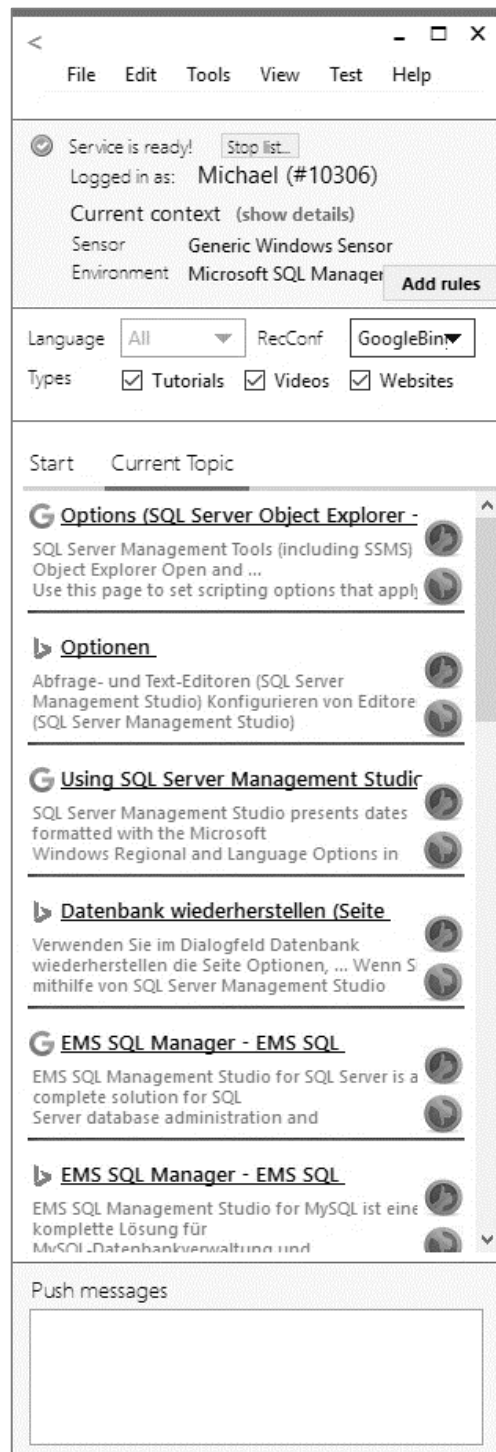 <
File Edit Tools View Test Help
Service is ready! Stop list...
Logged in as: Michael (#10306)
Current context (show details)
Sensor Generic Windows Sensor
Environment Microsoft SQL Manager Add rules
Language All RecConf GoogleBin
Types Tutorials Videos Websites
Start Current Topic
Options (SQL Server Object Explorer -
SQL Server Management Tools (including SSMS)
Object Explorer Open and ...
Use this page to set scripting options that apply
Optionen
Abfrage- und Text-Editoren (SQL Server
Management Studio) Konfigurieren von Editore
(SQL Server Management Studio)
Using SQL Server Management Studio
SQL Server Management Studio presents dates
formatted with the Microsoft
Windows Regional and Language Options in
Datenbank wiederherstellen (Seite
Verwenden Sie im Dialogfeld Datenbank
wiederherstellen die Seite Optionen, ... Wenn S
mithilfe von SQL Server Management Studio
EMS SQL Manager - EMS SQL
EMS SQL Management Studio for SQL Server is a
complete solution for SQL
Server database administration and
EMS SQL Manager - EMS SQL
EMS SQL Management Studio for MySQL ist eine
komplette Lösung für
MySQL-Datenbankverwaltung und
Push messages